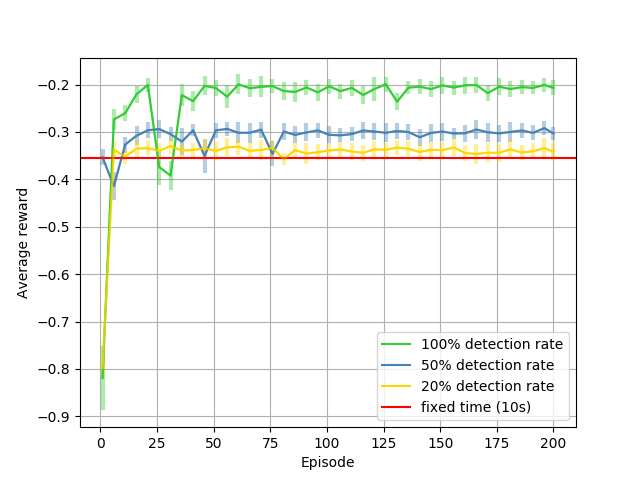 Average reward
−0.2
−0.3
−0.4
−0.5
−0.6
−0.7
−0.8
−0.9
100% detection rate
50% detection rate
20% detection rate
fixed time (10s)
0 25 50 75 100 125 150 175 200
Episode